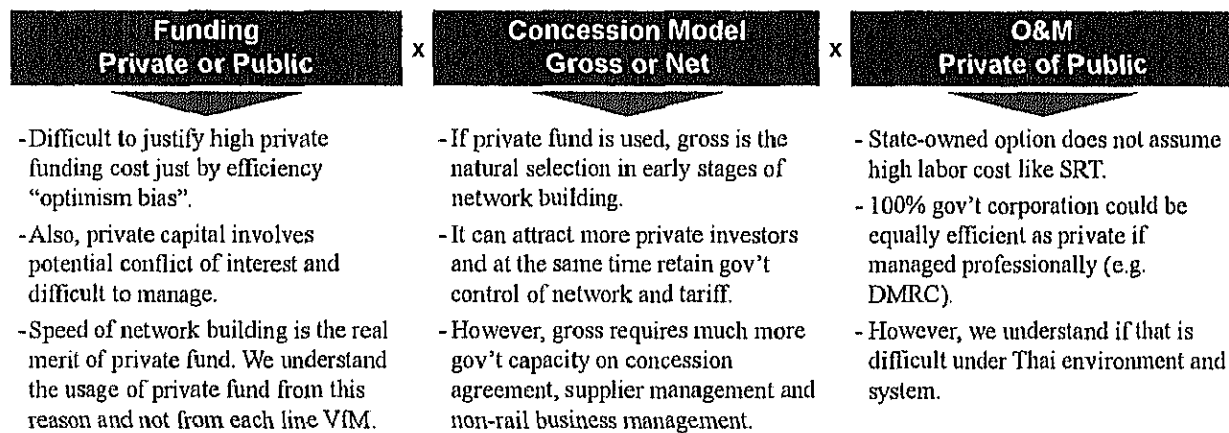 Funding
Private or Public
x
Concession Model
Gross or Net
x
O&M
Private of Public
- Difficult to justify high private
funding cost just by efficiency
“optimism bias”.
- Also, private capital involves
potential conflict of interest and
difficult to manage.
- Speed of network building is the real
merit of private fund. We understand
the usage of private fund from this
reason and not from each line VfM.
- If private fund is used, gross is the
natural selection in early stages of
network building.
- It can attract more private investors
and at the same time retain gov’t
control of network and tariff.
- However, gross requires much more
gov’t capacity on concession
agreement, supplier management and
non-rail business management.
- State-owned option does not assume
high labor cost like SRT.
- 100% gov’t corporation could be
equally efficient as private if
managed professionally (e.g.
DMRC).
- However, we understand if that is
difficult under Thai environment and
system.